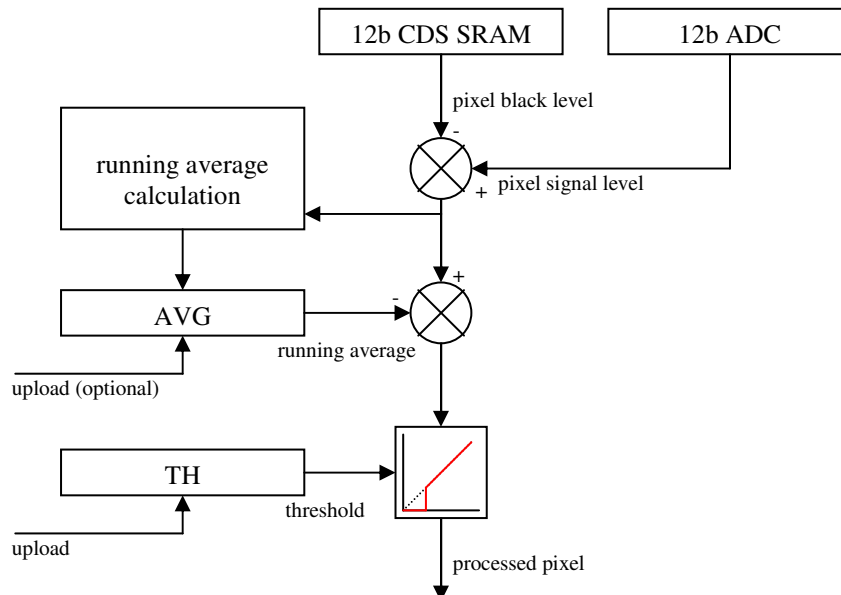 12b CDS SRAM
12b ADC
pixel black level
-
running average
calculation
+
pixel signal level
+
-
AVG
running average
upload (optional)
TH
threshold
upload
processed pixel